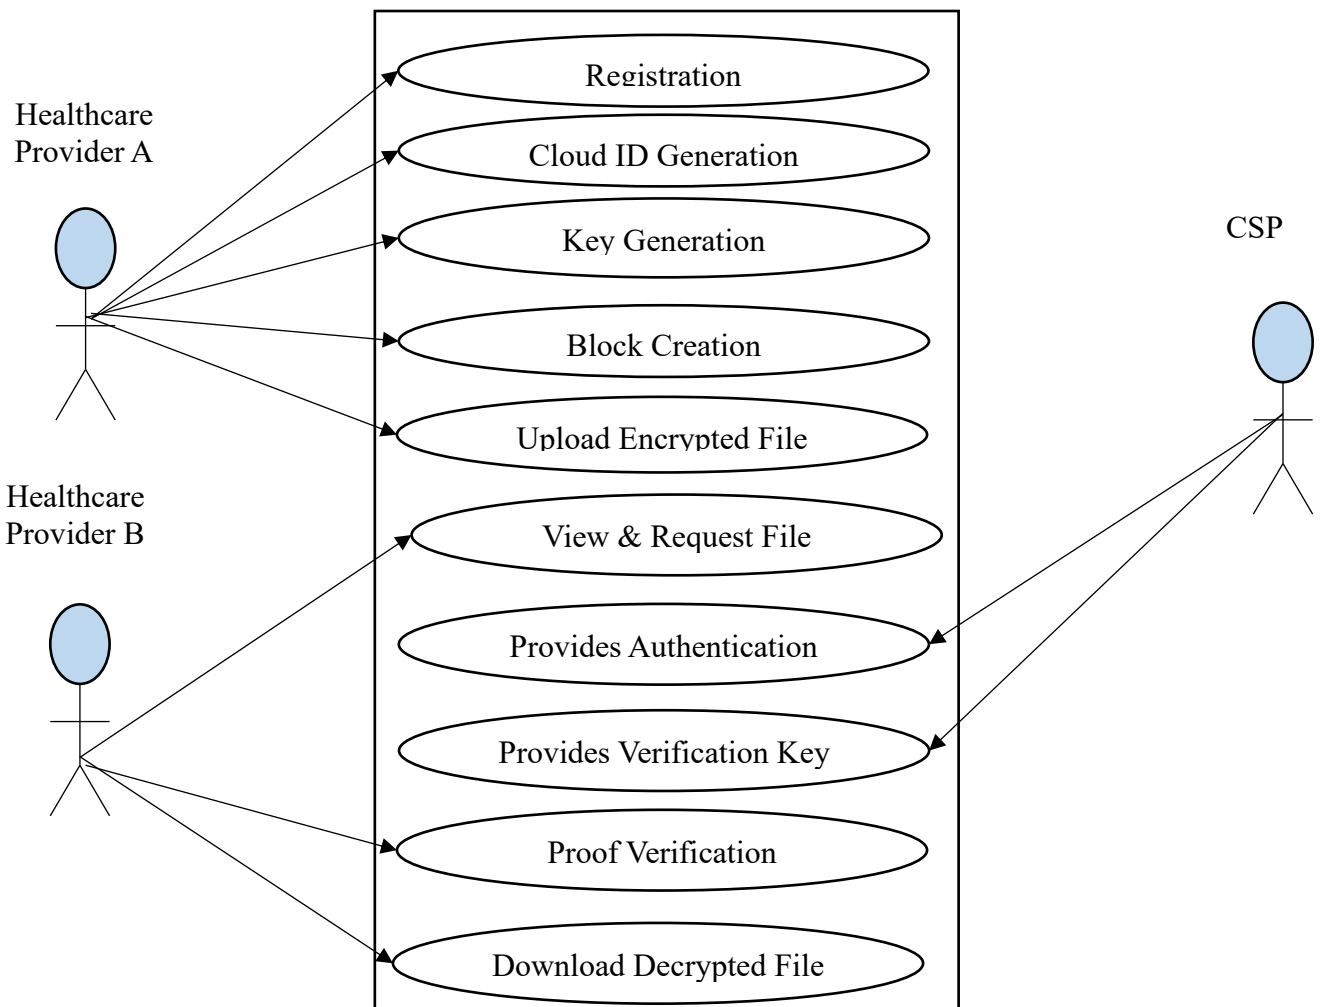 Healthcare
Provider A
Registration
Cloud ID Generation
Key Generation
CSP
Block Creation
Upload Encrypted File
Healthcare
Provider B
View & Request File
Provides Authentication
Provides Verification Key
Proof Verification
Download Decrypted File